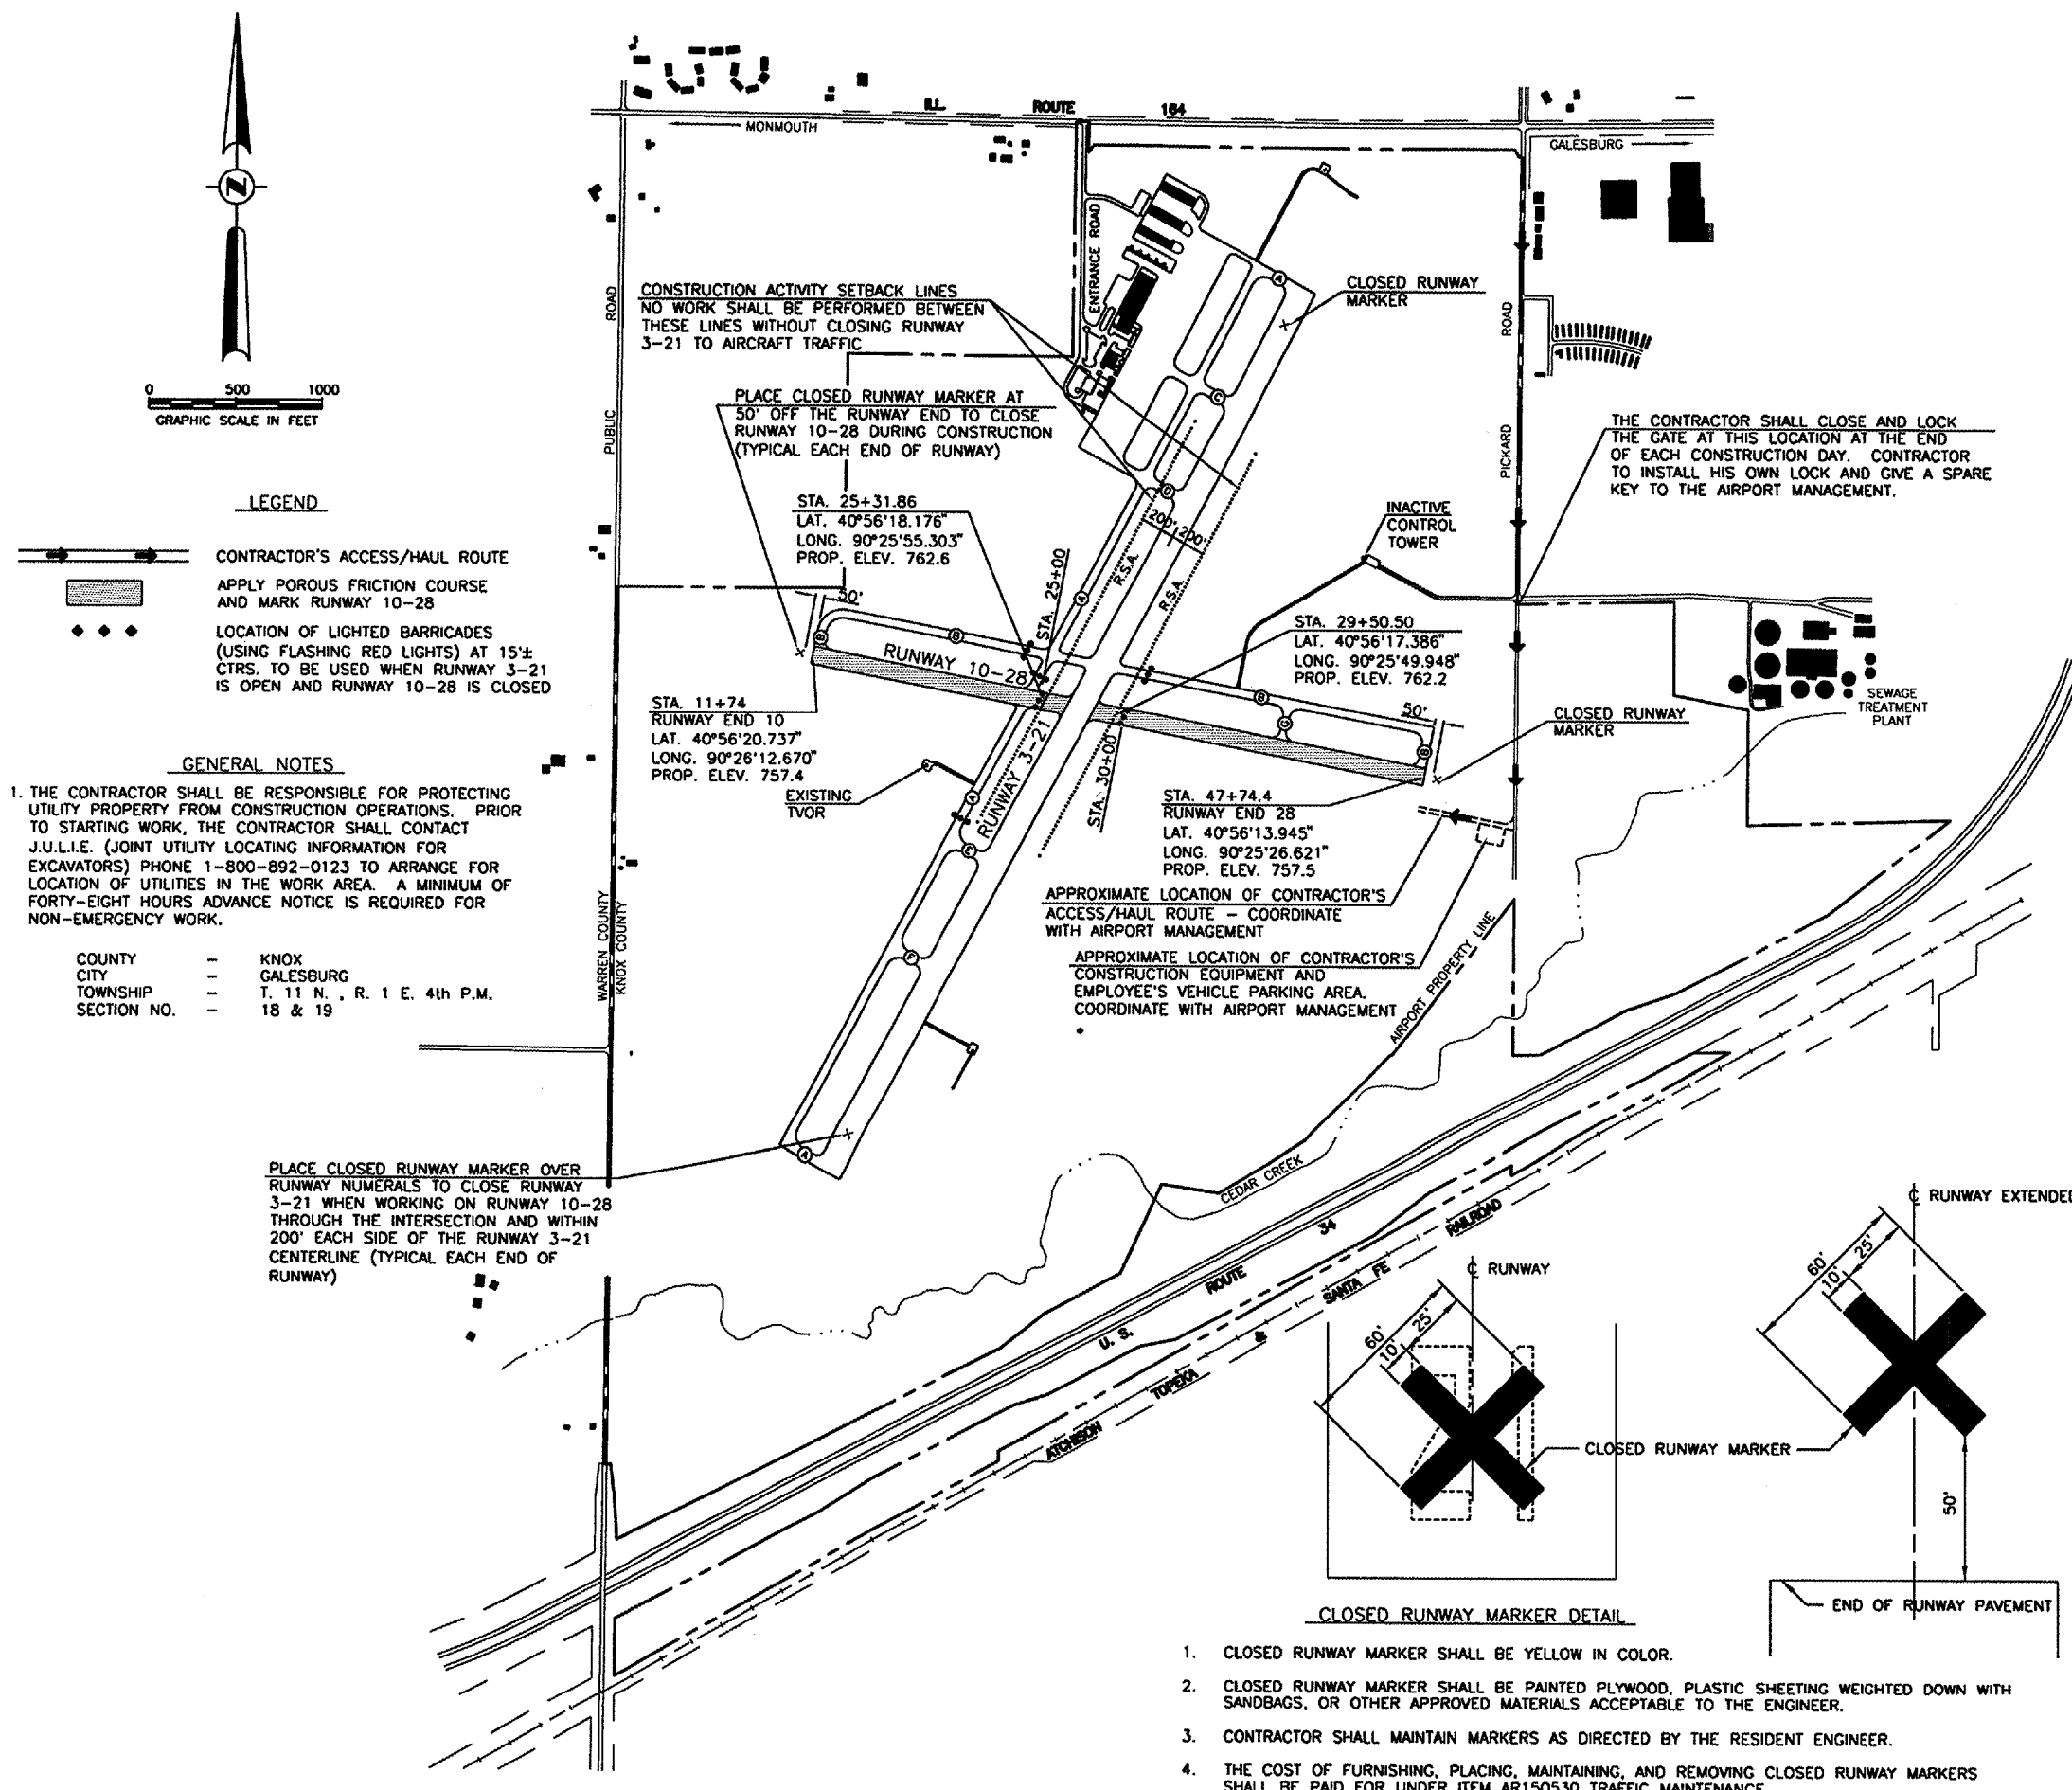 ILL. ROUTE 164
MONMOUTH
GALESBURG
0 500 1000
GRAPHIC SCALE IN FEET
PUBLIC ROAD
ENTRANCE ROAD
PICKARD ROAD
CONSTRUCTION ACTIVITY SETBACK LINES
NO WORK SHALL BE PERFORMED BETWEEN
THESE LINES WITHOUT CLOSING RUNWAY
3-21 TO AIRCRAFT TRAFFIC
CLOSED RUNWAY
MARKER
PLACE CLOSED RUNWAY MARKER AT
50' OFF THE RUNWAY END TO CLOSE
RUNWAY 10-28 DURING CONSTRUCTION
(TYPICAL EACH END OF RUNWAY)
THE CONTRACTOR SHALL CLOSE AND LOCK
THE GATE AT THIS LOCATION AT THE END
OF EACH CONSTRUCTION DAY. CONTRACTOR
TO INSTALL HIS OWN LOCK AND GIVE A SPARE
KEY TO THE AIRPORT MANAGEMENT.
LEGEND
CONTRACTOR'S ACCESS/HAUL ROUTE
APPLY POROUS FRICTION COURSE
AND MARK RUNWAY 10-28
LOCATION OF LIGHTED BARRICADES
(USING FLASHING RED LIGHTS) AT 15'±
CTRS. TO BE USED WHEN RUNWAY 3-21
IS OPEN AND RUNWAY 10-28 IS CLOSED
STA. 25+31.86
LAT. 40°56'18.176"
LONG. 90°25'55.303"
PROP. ELEV. 762.6
INACTIVE
CONTROL
TOWER
200' 200'
R.S.A.
R.S.A.
STA. 25+00
50'
A
C
D
A
B
B
RUNWAY 10-28
STA. 29+50.50
LAT. 40°56'17.386"
LONG. 90°25'49.948"
PROP. ELEV. 762.2
STA. 11+74
RUNWAY END 10
LAT. 40°56'20.737"
LONG. 90°26'12.670"
PROP. ELEV. 757.4
B
G
B
50'
CLOSED RUNWAY
MARKER
SEWAGE
TREATMENT
PLANT
EXISTING
TVOR
RUNWAY 3-21
STA. 30+00
A
E
F
A
STA. 47+74.4
RUNWAY END 28
LAT. 40°56'13.945"
LONG. 90°25'26.621"
PROP. ELEV. 757.5
GENERAL NOTES
1. THE CONTRACTOR SHALL BE RESPONSIBLE FOR PROTECTING
UTILITY PROPERTY FROM CONSTRUCTION OPERATIONS. PRIOR
TO STARTING WORK, THE CONTRACTOR SHALL CONTACT
J.U.L.I.E. (JOINT UTILITY LOCATING INFORMATION FOR
EXCAVATORS) PHONE 1-800-892-0123 TO ARRANGE FOR
LOCATION OF UTILITIES IN THE WORK AREA. A MINIMUM OF
FORTY-EIGHT HOURS ADVANCE NOTICE IS REQUIRED FOR
NON-EMERGENCY WORK.
COUNTY - KNOX
CITY - GALESBURG
TOWNSHIP - T. 11 N. , R. 1 E. 4th P.M.
SECTION NO. - 18 & 19
WARREN COUNTY
KNOX COUNTY
APPROXIMATE LOCATION OF CONTRACTOR'S
ACCESS/HAUL ROUTE - COORDINATE
WITH AIRPORT MANAGEMENT
APPROXIMATE LOCATION OF CONTRACTOR'S
CONSTRUCTION EQUIPMENT AND
EMPLOYEE'S VEHICLE PARKING AREA.
COORDINATE WITH AIRPORT MANAGEMENT
AIRPORT PROPERTY LINE
PLACE CLOSED RUNWAY MARKER OVER
RUNWAY NUMERALS TO CLOSE RUNWAY
3-21 WHEN WORKING ON RUNWAY 10-28
THROUGH THE INTERSECTION AND WITHIN
200' EACH SIDE OF THE RUNWAY 3-21
CENTERLINE (TYPICAL EACH END OF
RUNWAY)
CEDAR CREEK
U. S. ROUTE 34
ATCHISON TOPEKA & SANTA FE RAILROAD
℄ RUNWAY
60'
25'
10'
℄ RUNWAY EXTENDED
60'
25'
10'
CLOSED RUNWAY MARKER
50'
END OF RUNWAY PAVEMENT
CLOSED RUNWAY MARKER DETAIL
1. CLOSED RUNWAY MARKER SHALL BE YELLOW IN COLOR.
2. CLOSED RUNWAY MARKER SHALL BE PAINTED PLYWOOD, PLASTIC SHEETING WEIGHTED DOWN WITH
SANDBAGS, OR OTHER APPROVED MATERIALS ACCEPTABLE TO THE ENGINEER.
3. CONTRACTOR SHALL MAINTAIN MARKERS AS DIRECTED BY THE RESIDENT ENGINEER.
4. THE COST OF FURNISHING, PLACING, MAINTAINING, AND REMOVING CLOSED RUNWAY MARKERS
SHALL BE PAID FOR UNDER ITEM AR150530 TRAFFIC MAINTENANCE